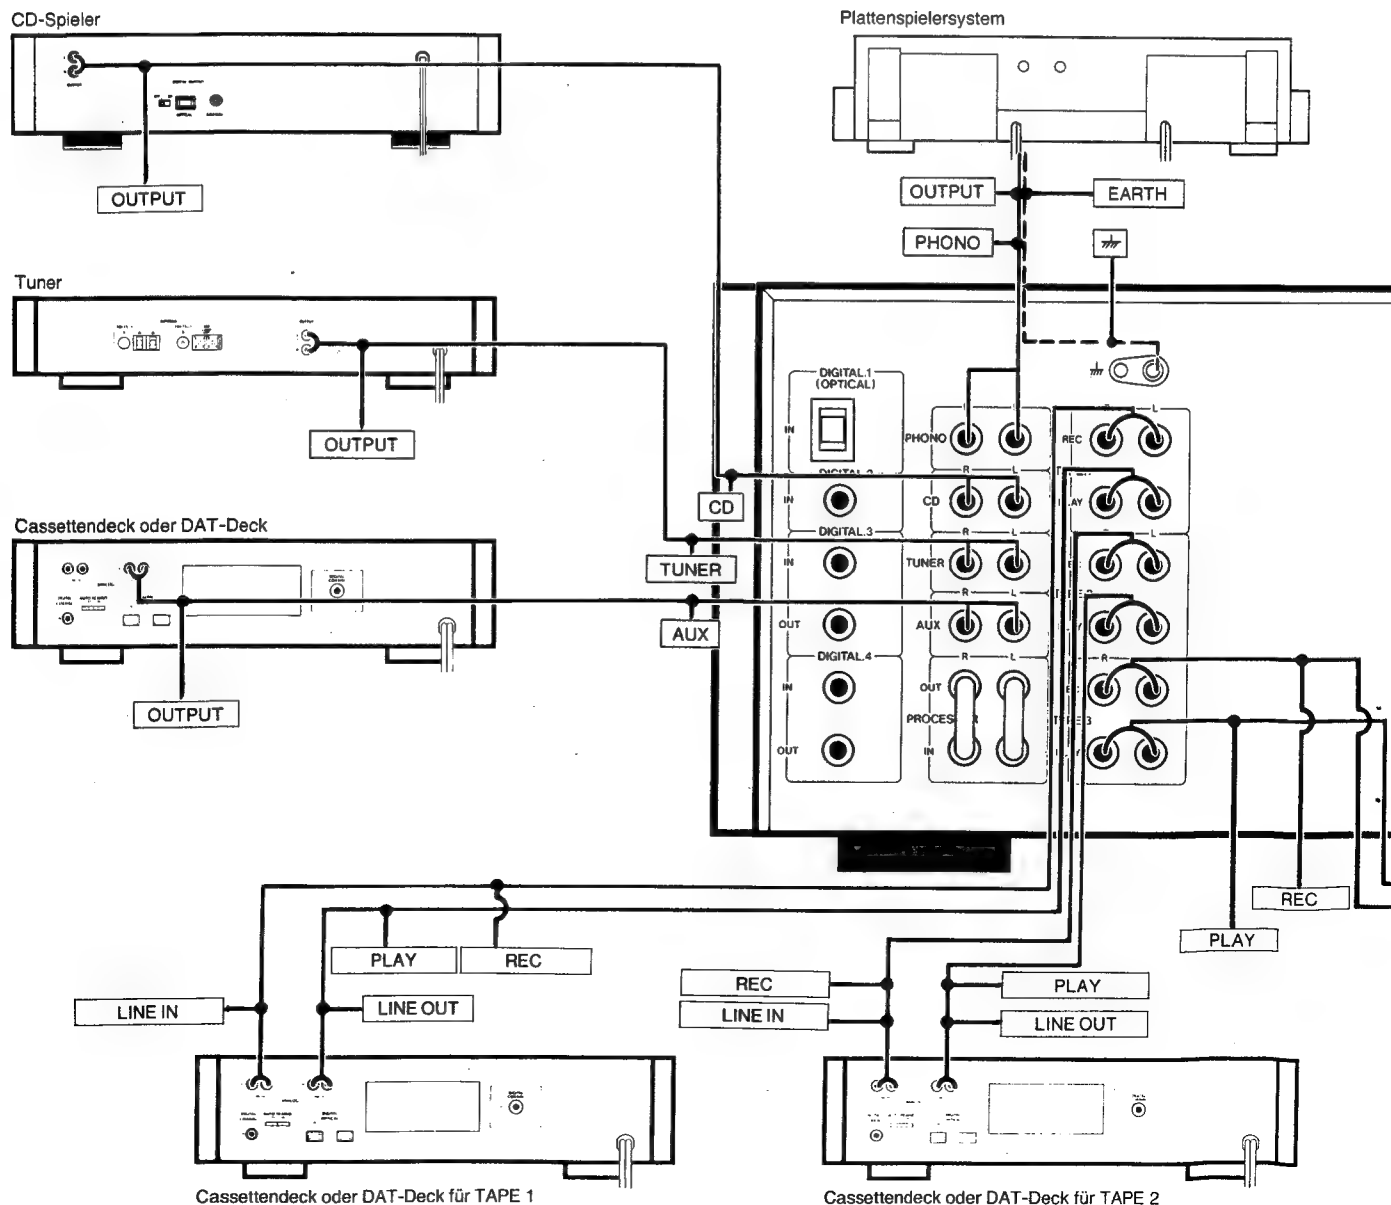 CD-Spieler
Plattenspielersystem
OUTPUT
OUTPUT
EARTH
PHONO
Tuner
OUTPUT
DIGITAL.1
(OPTICAL)
IN
PHONO
REC
L
R
L
CD
IN
CD
DIGITAL.3
R
L
L
IN
TUNER
TUNER
Cassettendeck oder DAT-Deck
R
L
OUT
AUX
AUX
OUTPUT
DIGITAL.4
R
L
R
IN
OUT
OUT
IN
REC
PLAY
PLAY
REC
REC
PLAY
LINE IN
LINE OUT
LINE IN
LINE OUT
Cassettendeck oder DAT-Deck für TAPE 1
Cassettendeck oder DAT-Deck für TAPE 2